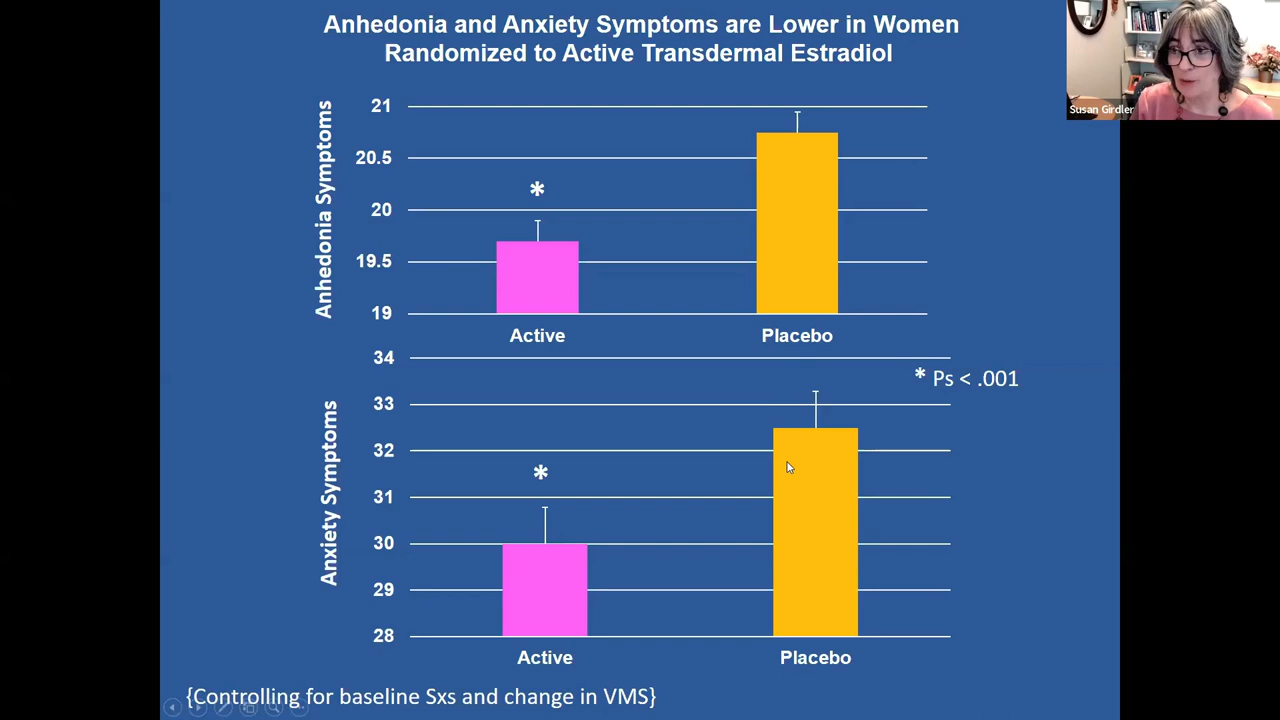 Anhedonia and Anxiety Symptoms are Lower in Women
Randomized to Active Transdermal Estradiol
Susan Girdler
Anhedonia Symptoms
21
20.5
20
19.5
19
*
Active
Placebo
Anxiety Symptoms
34
33
32
31
30
29
28
*
* Ps < .001
Active
Placebo
{Controlling for baseline Sxs and change in VMS}